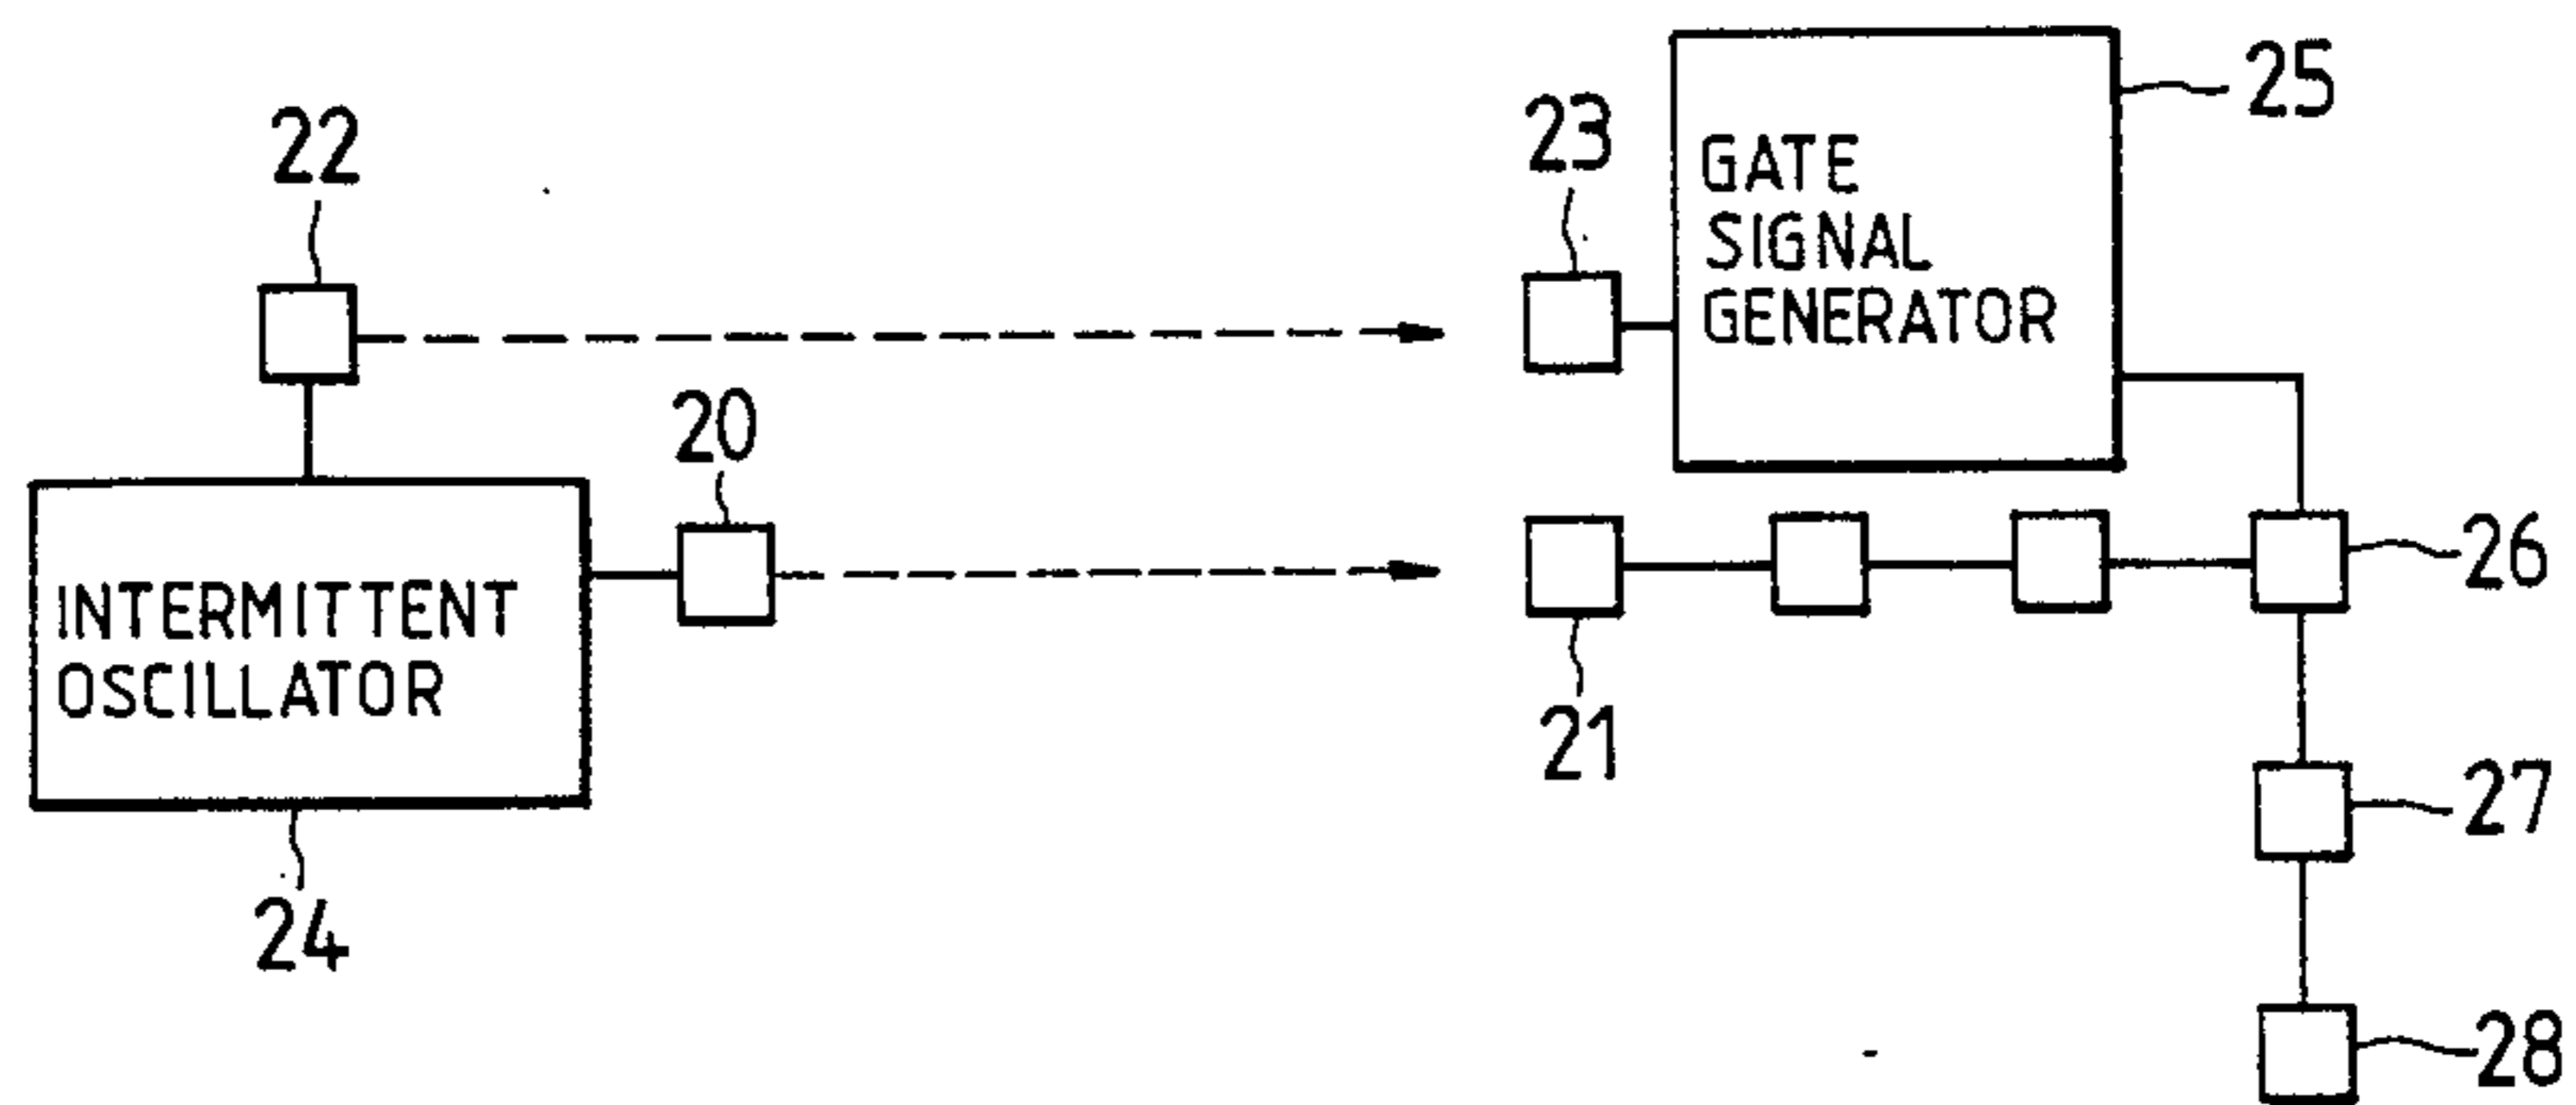 22
23
GATE
SIGNAL
GENERATOR
25
20
INTERMITTENT
OSCILLATOR
24
21
26
27
28